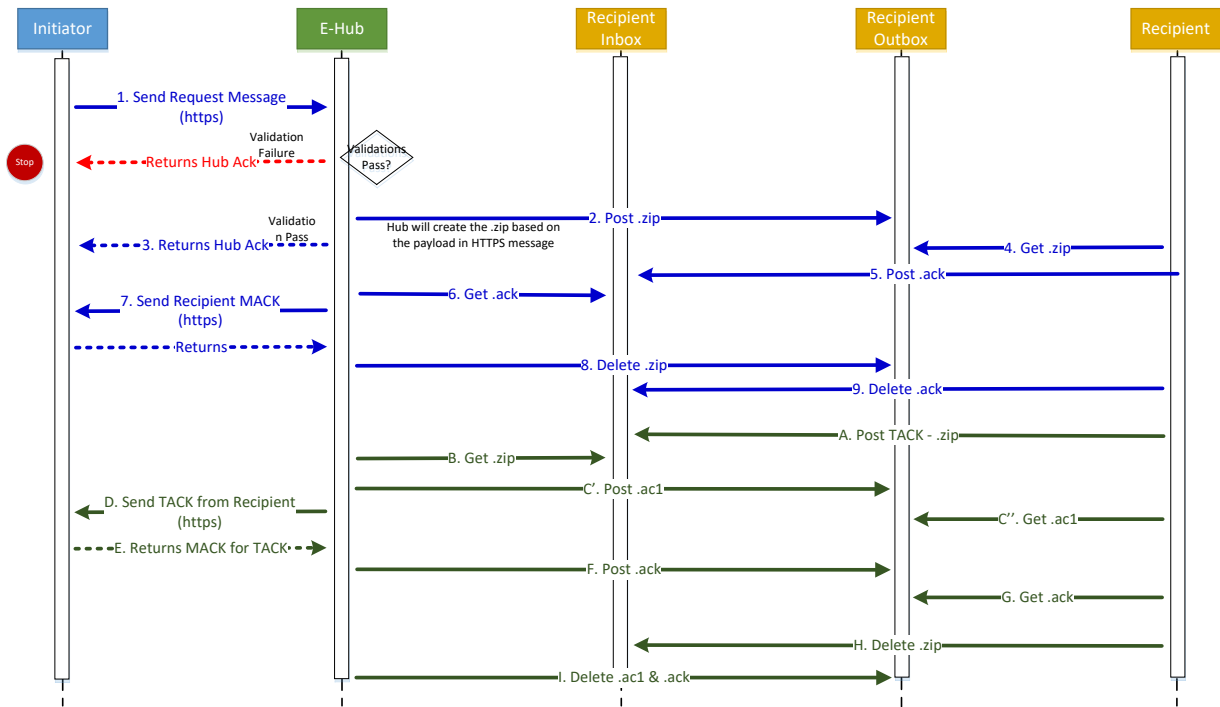 Initiator
E-Hub
Recipient
Inbox
Recipient
Outbox
Recipient
1. Send Request Message
(https)
Validation
Failure
Validations
Pass?
Stop
Returns Hub Ack
2. Post .zip
Validatio
n Pass
Hub will create the .zip based on
the payload in HTTPS message
3. Returns Hub Ack
4. Get .zip
5. Post .ack
6. Get .ack
7. Send Recipient MACK
(https)
Returns
8. Delete .zip
9. Delete .ack
A. Post TACK - .zip
B. Get .zip
C'. Post .ac1
D. Send TACK from Recipient
(https)
C''. Get .ac1
E. Returns MACK for TACK
F. Post .ack
G. Get .ack
H. Delete .zip
I. Delete .ac1 & .ack